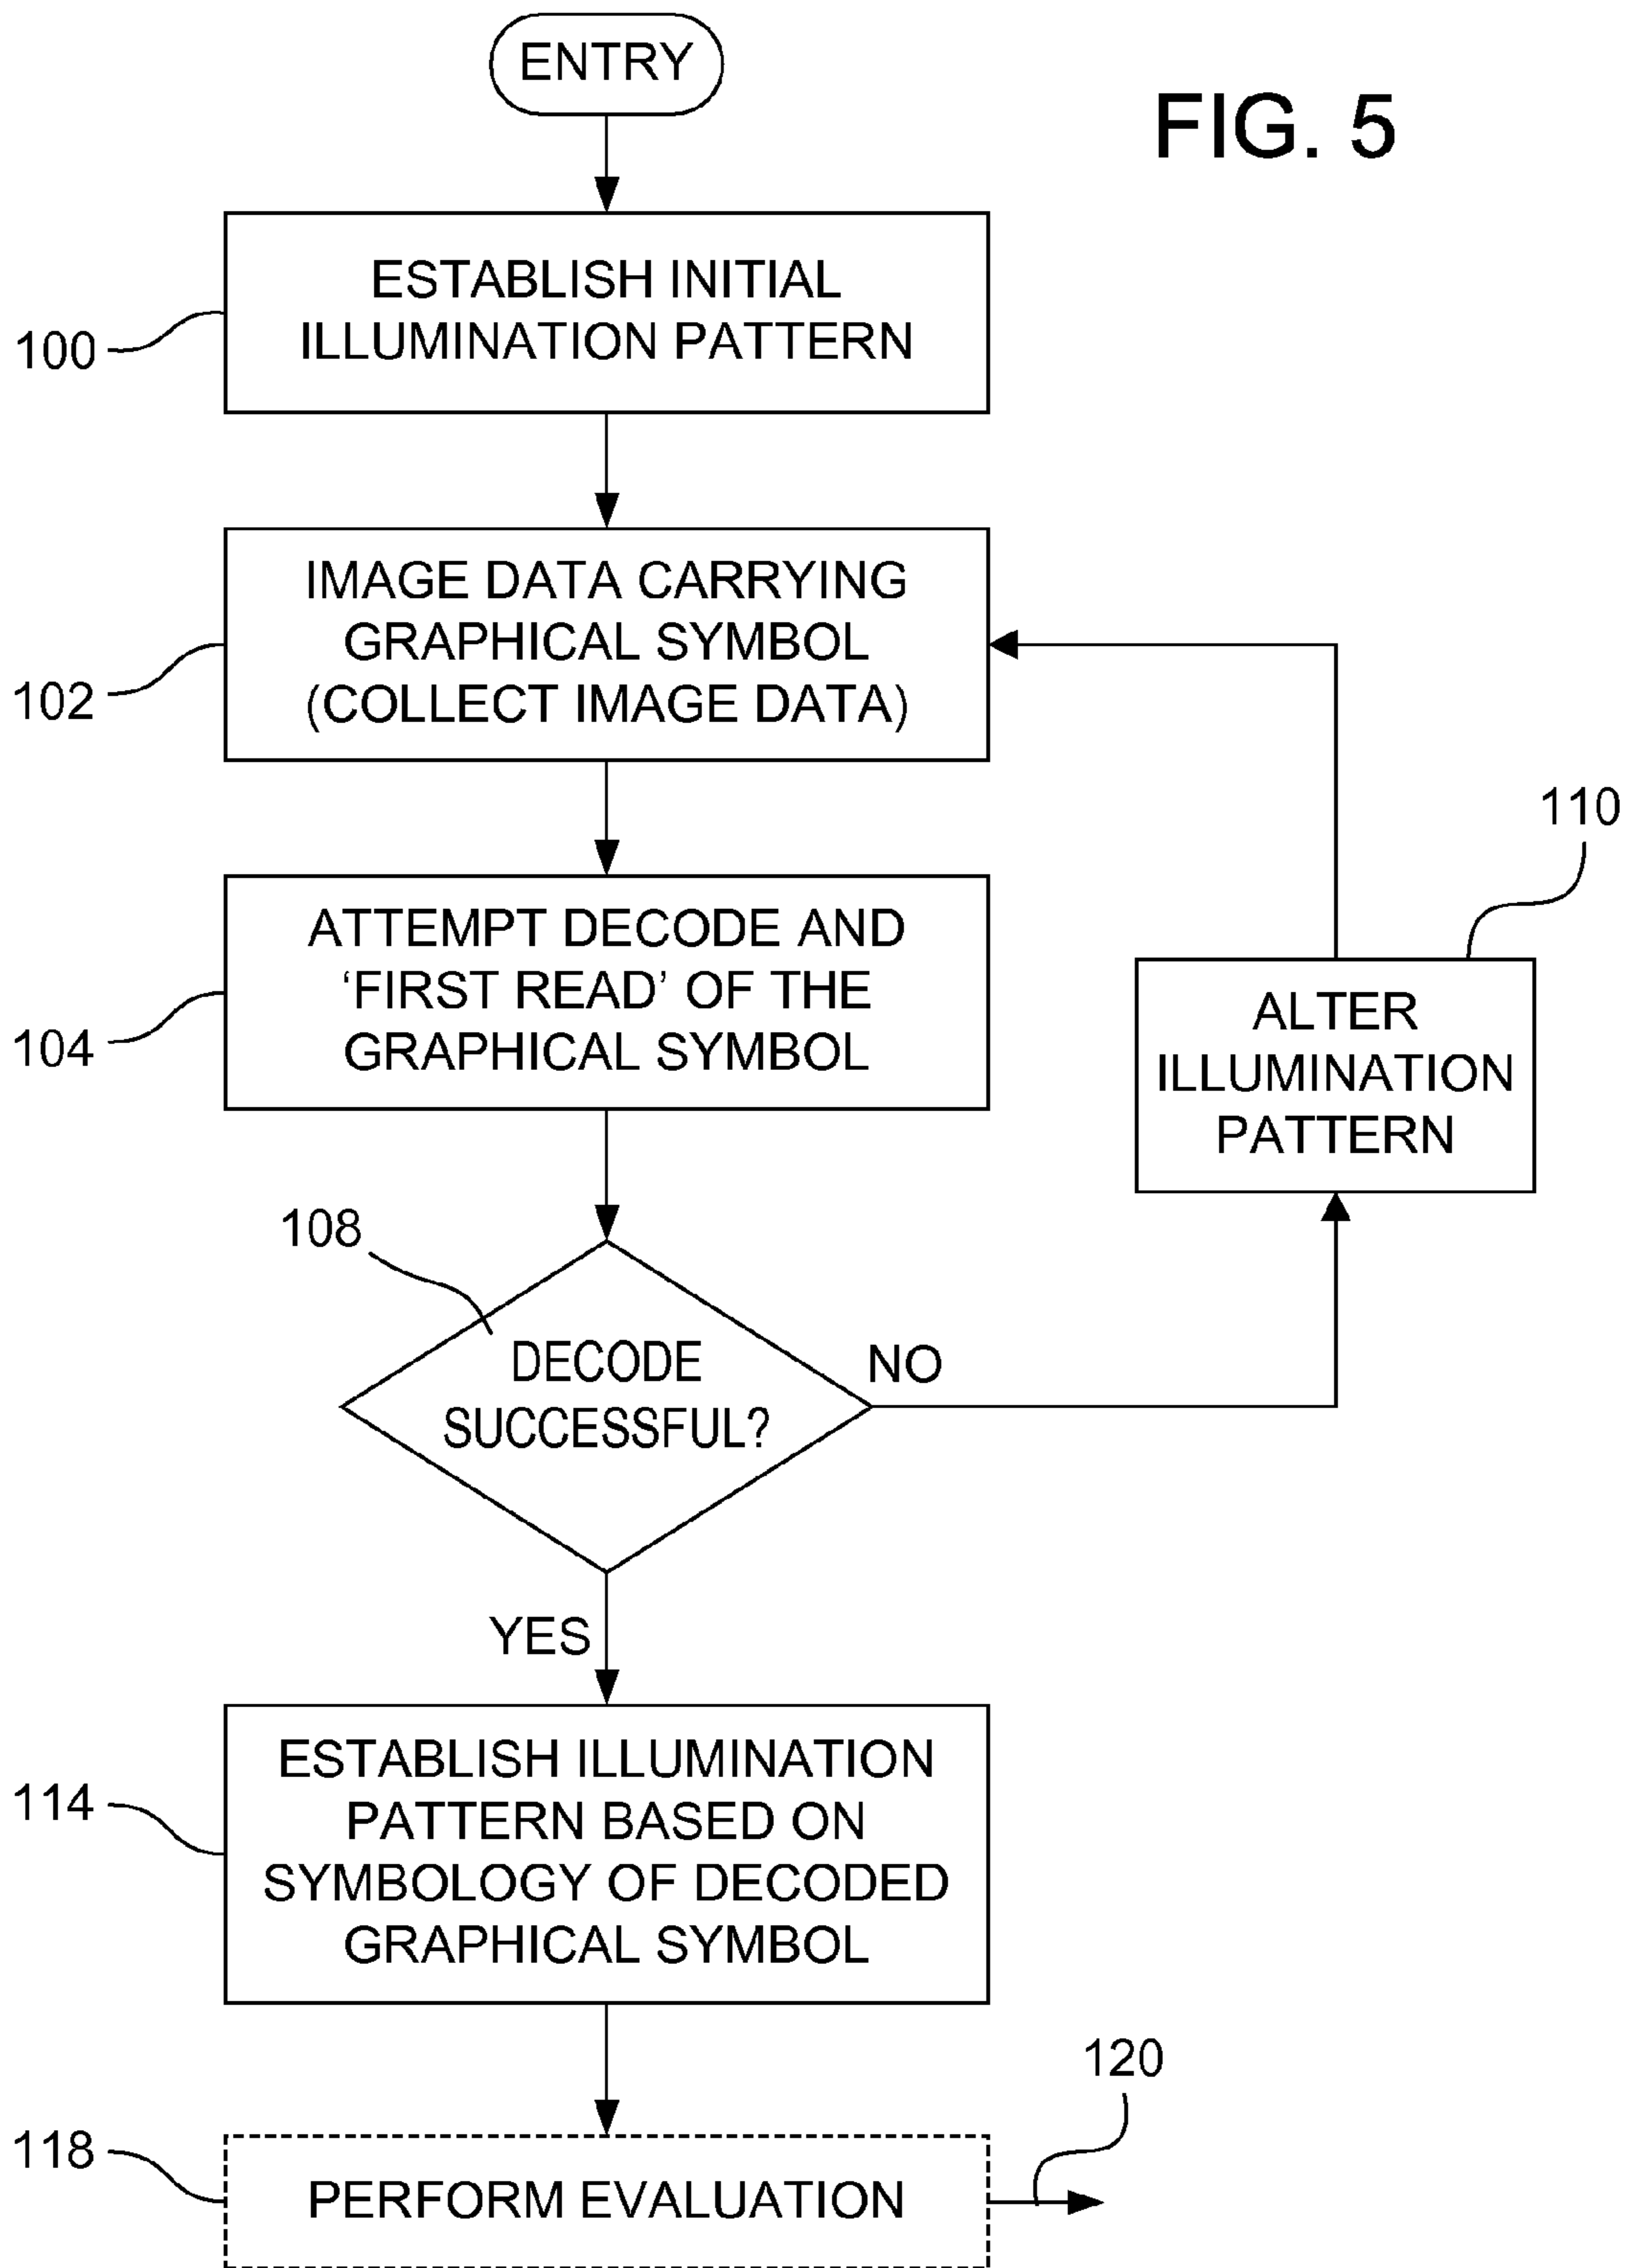 ENTRY
FIG. 5
ESTABLISH INITIAL
ILLUMINATION PATTERN
100
IMAGE DATA CARRYING
GRAPHICAL SYMBOL
(COLLECT IMAGE DATA)
102
110
ATTEMPT DECODE AND
‘FIRST READ’ OF THE
GRAPHICAL SYMBOL
104
ALTER
ILLUMINATION
PATTERN
108
DECODE
SUCCESSFUL?
NO
YES
ESTABLISH ILLUMINATION
PATTERN BASED ON
SYMBOLOGY OF DECODED
GRAPHICAL SYMBOL
114
120
118
PERFORM EVALUATION